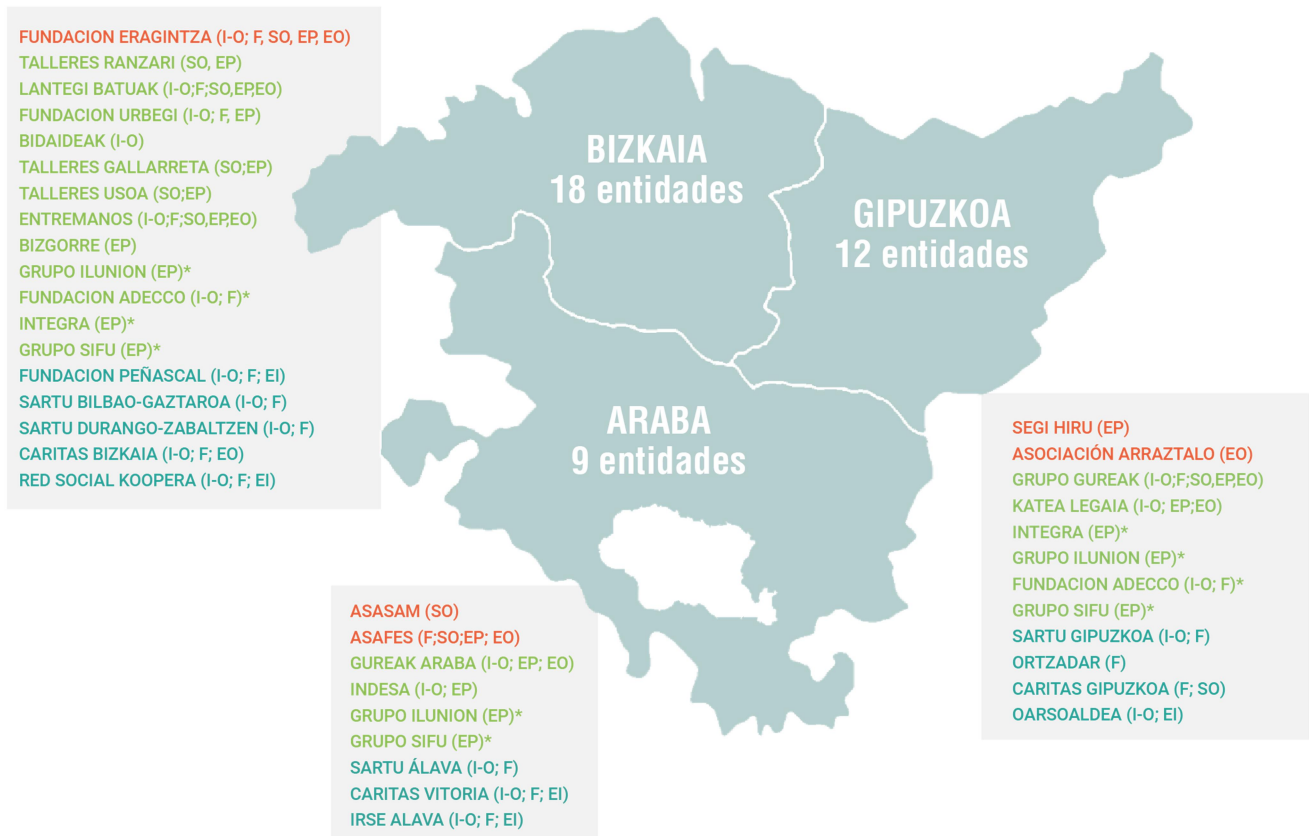 FUNDACION ERAGINTZA (I-O; F, SO, EP, EO)
TALLERES RANZARI (SO, EP)
LANTEGI BATUAK (I-O;F;SO,EP,EO)
FUNDACION URBEGI (I-O; F, EP)
BIDAIDEAK (I-O)
TALLERES GALLARRETA (SO;EP)
TALLERES USOA (SO;EP)
ENTREMANOS (I-O;F;SO,EP,EO)
BIZGORRE (EP)
GRUPO ILUNION (EP)*
FUNDACION ADECCO (I-O; F)*
INTEGRA (EP)*
GRUPO SIFU (EP)*
FUNDACION PEÑASCAL (I-O; F; EI)
SARTU BILBAO-GAZTAROA (I-O; F)
SARTU DURANGO-ZABALTZEN (I-O; F)
CARITAS BIZKAIA (I-O; F; EO)
RED SOCIAL KOOPERA (I-O; F; EI)
BIZKAIA
18 entidades
GIPUZKOA
12 entidades
ARABA
9 entidades
SEGI HIRU (EP)
ASOCIACIÓN ARRAZTALO (EO)
GRUPO GUREAK (I-O;F;SO,EP,EO)
KATEA LEGAIA (I-O; EP;EO)
INTEGRA (EP)*
GRUPO ILUNION (EP)*
FUNDACION ADECCO (I-O; F)*
GRUPO SIFU (EP)*
SARTU GIPUZKOA (I-O; F)
ORTZADAR (F)
CARITAS GIPUZKOA (F; SO)
OARSOALDEA (I-O; EI)
ASASAM (SO)
ASAFES (F;SO;EP; EO)
GUREAK ARABA (I-O; EP; EO)
INDESA (I-O; EP)
GRUPO ILUNION (EP)*
GRUPO SIFU (EP)*
SARTU ÁLAVA (I-O; F)
CARITAS VITORIA (I-O; F; EI)
IRSE ALAVA (I-O; F; EI)